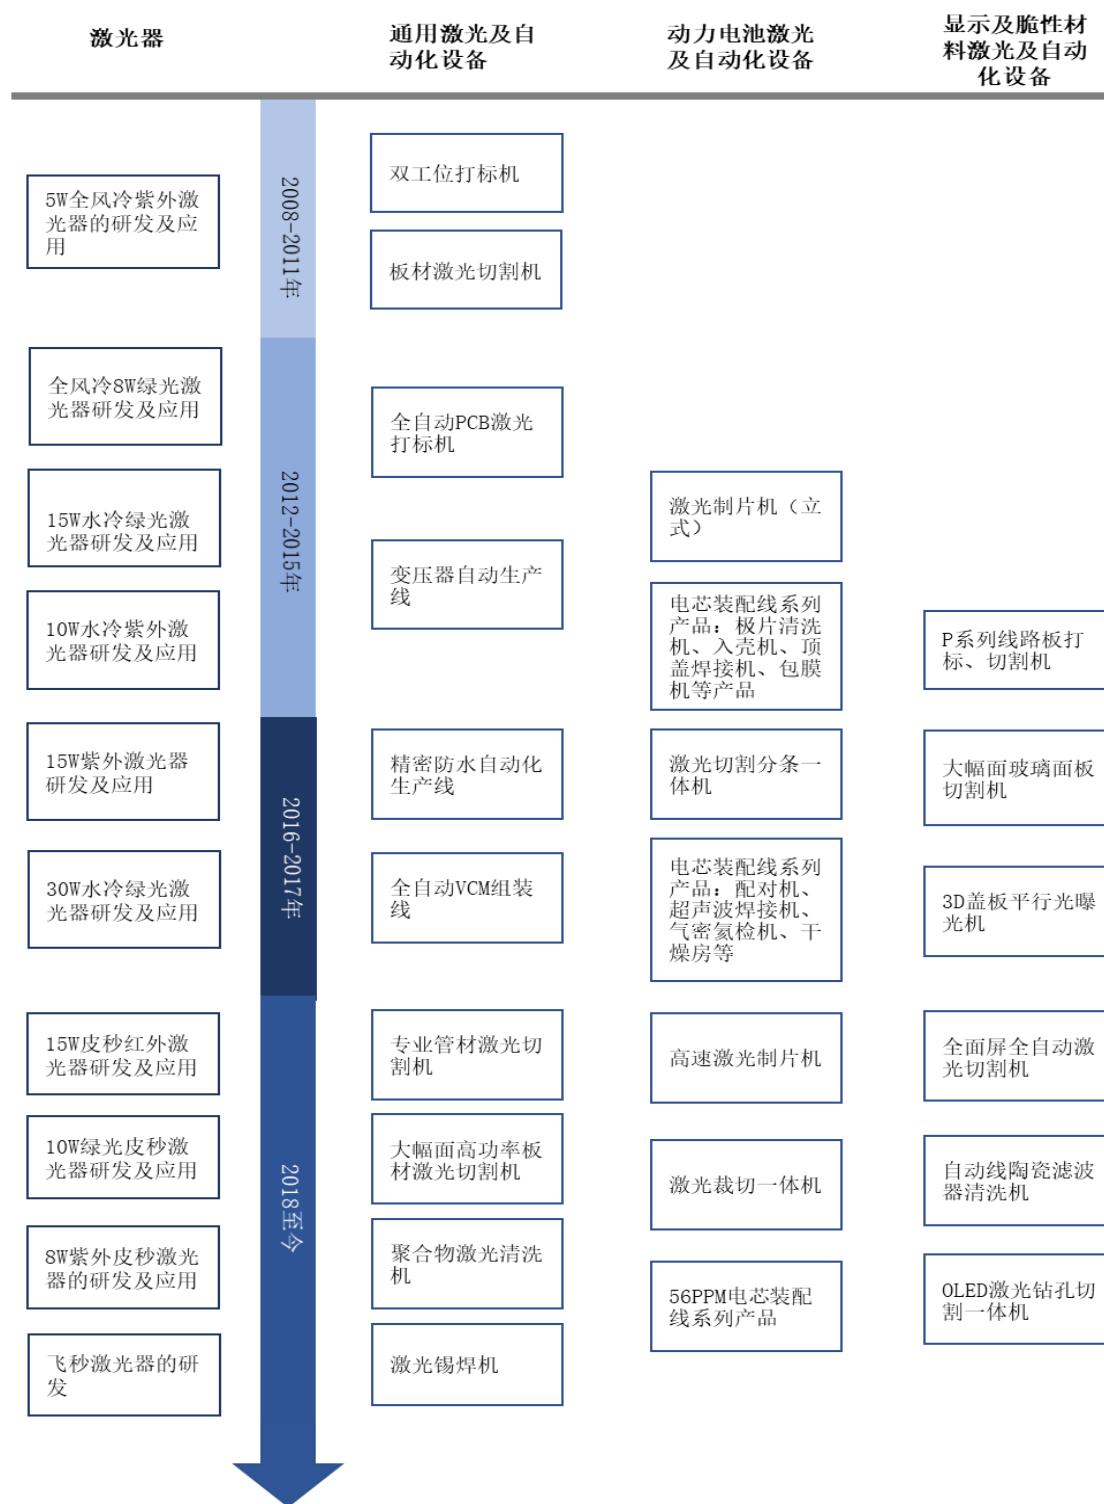 激光器
通用激光及自
动化设备
动力电池激光
及自动化设备
显示及脆性材
料激光及自动
化设备
2008-2011年
5W全风冷紫外激
光器的研发及应
用
双工位打标机
板材激光切割机
2012-2015年
全风冷8W绿光激
光器研发及应用
15W水冷绿光激
光器研发及应用
10W水冷紫外激
光器研发及应用
全自动PCB激光
打标机
变压器自动生产
线
激光制片机（立
式）
电芯装配线系列
产品：极片清洗
机、入壳机、顶
盖焊接机、包膜
机等产品
P系列线路板打
标、切割机
2016-2017年
15W紫外激光器
研发及应用
30W水冷绿光激
光器研发及应用
精密防水自动化
生产线
全自动VCM组装
线
激光切割分条一
体机
电芯装配线系列
产品：配对机、
超声波焊接机、
气密氦检机、干
燥房等
大幅面玻璃面板
切割机
3D盖板平行光曝
光机
2018至今
15W皮秒红外激
光器研发及应用
10W绿光皮秒激
光器研发及应用
8W紫外皮秒激光
器的研发及应用
飞秒激光器的研
发
专业管材激光切
割机
大幅面高功率板
材激光切割机
聚合物激光清洗
机
激光锡焊机
高速激光制片机
激光裁切一体机
56PPM电芯装配
线系列产品
全面屏全自动激
光切割机
自动线陶瓷滤波
器清洗机
OLED激光钻孔切
割一体机